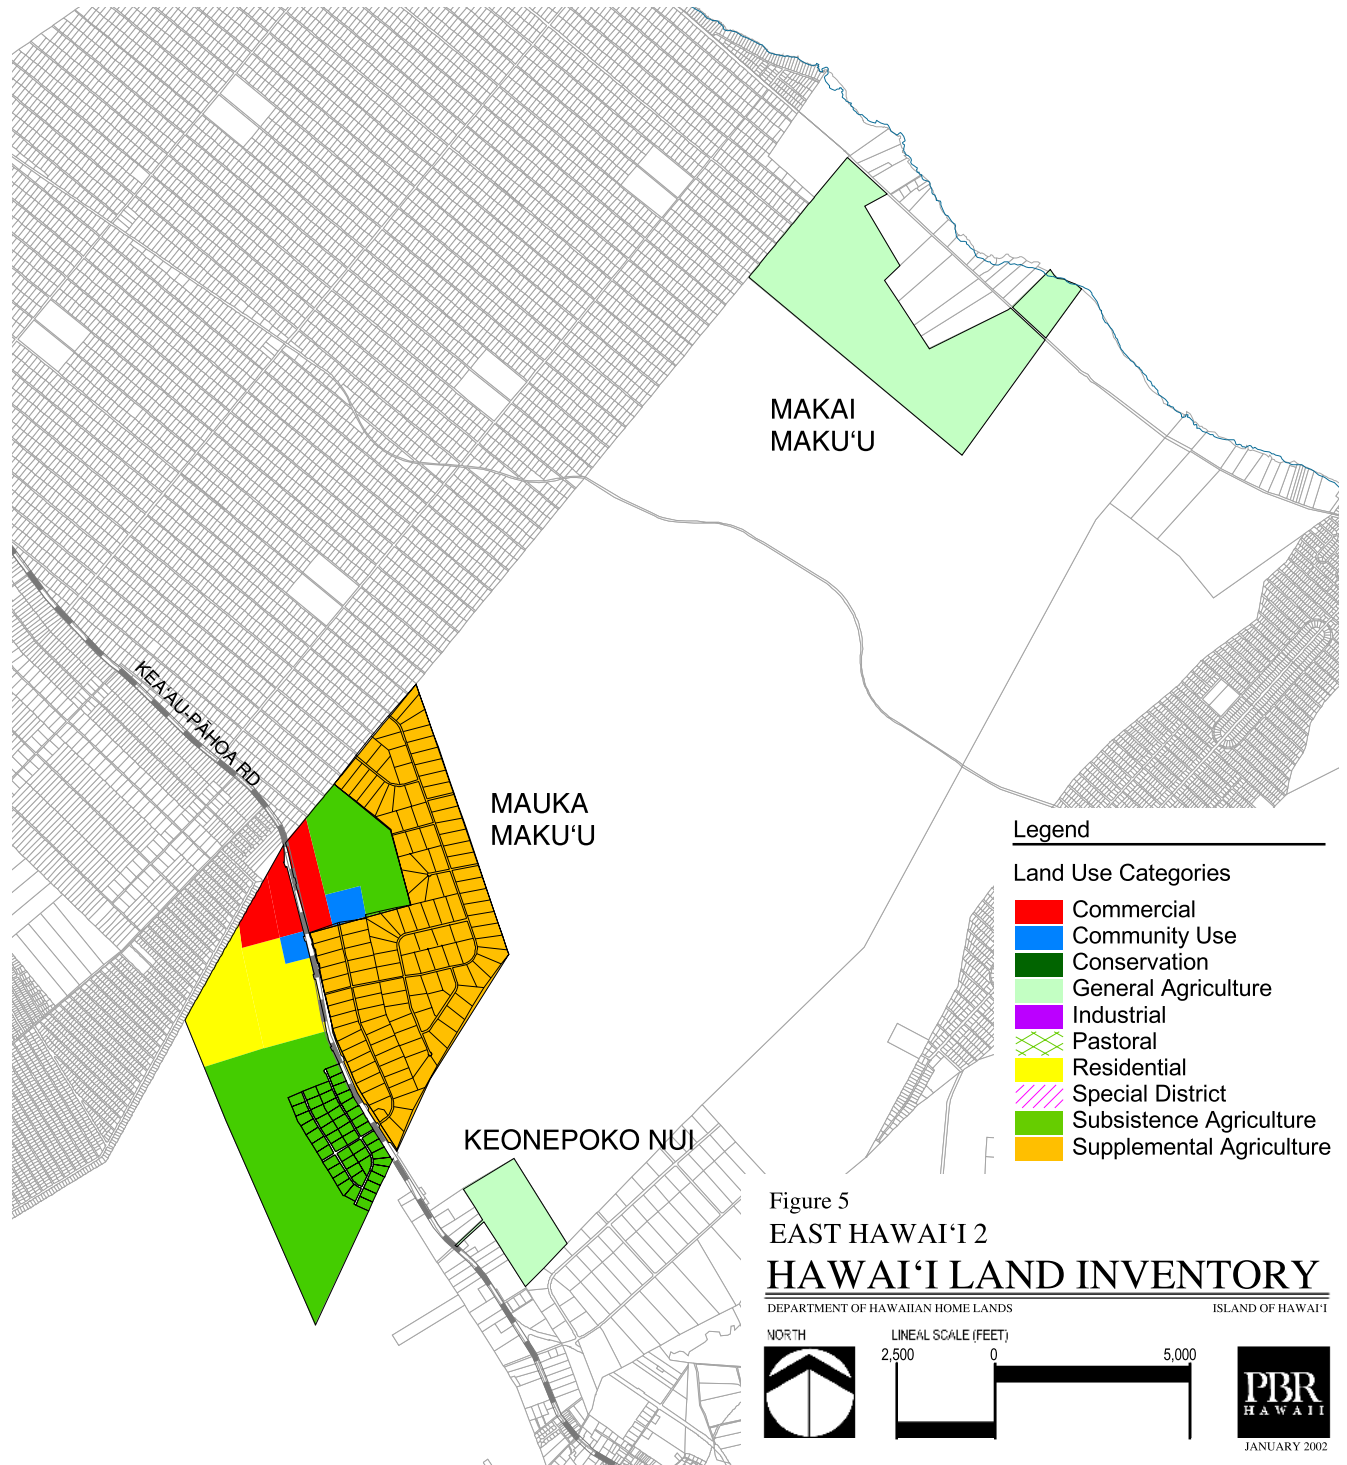 MAKAI
MAKU‘U
KEA‘AU-PĀHOA RD
MAUKA
MAKU‘U
KEONEPOKO NUI
Legend
Land Use Categories
Commercial
Community Use
Conservation
General Agriculture
Industrial
Pastoral
Residential
Special District
Subsistence Agriculture
Supplemental Agriculture
Figure 5
EAST HAWAI‘I 2
HAWAI‘I LAND INVENTORY
DEPARTMENT OF HAWAIIAN HOME LANDS ISLAND OF HAWAI‘I
NORTH LINEAL SCALE (FEET)
2,500 0 5,000
PBR
HAWAII
JANUARY 2002